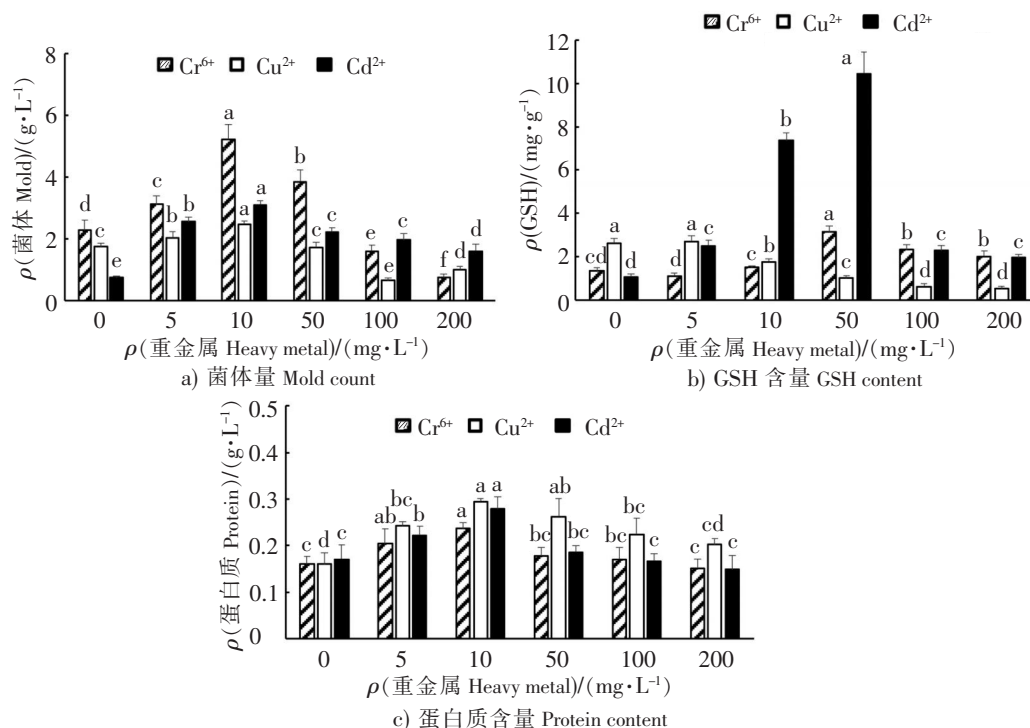 8
6
4
2
0
ρ(菌体 Mold)/(g·L⁻¹)
Cr⁶⁺ Cu²⁺ Cd²⁺
d c e
c b b
a a a
b c c
c e c
f d d
0 5 10 50 100 200
ρ(重金属 Heavy metal)/(mg·L⁻¹)
a) 菌体量 Mold count
12
10
8
6
4
2
0
ρ(GSH)/(mg·g⁻¹)
Cr⁶⁺ Cu²⁺ Cd²⁺
cd a d
d a c
c b b
a c a
b d c
b d c
0 5 10 50 100 200
ρ(重金属 Heavy metal)/(mg·L⁻¹)
b) GSH 含量 GSH content
0.5
0.4
0.3
0.2
0.1
0
ρ(蛋白质 Protein)/(g·L⁻¹)
Cr⁶⁺ Cu²⁺ Cd²⁺
c d c
ab bc b
a a a
bc ab bc
bc bc c
c cd c
0 5 10 50 100 200
ρ(重金属 Heavy metal)/(mg·L⁻¹)
c) 蛋白质含量 Protein content